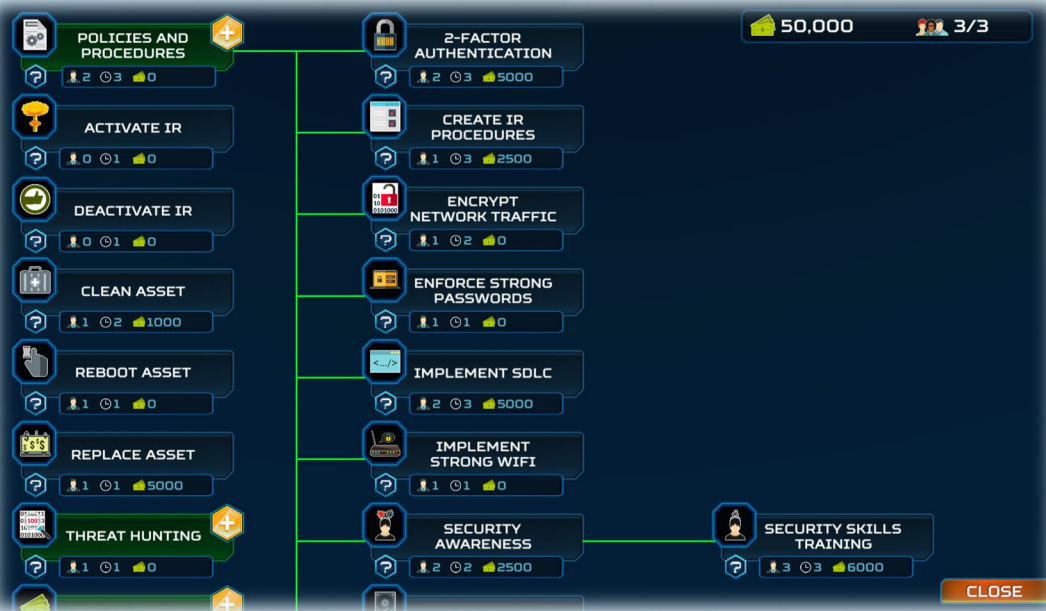 POLICIES AND
PROCEDURES
2 3 0
ACTIVATE IR
0 1 0
DEACTIVATE IR
0 1 0
CLEAN ASSET
1 2 1000
REBOOT ASSET
1 1 0
REPLACE ASSET
1 1 5000
THREAT HUNTING
1 1 0
2-FACTOR
AUTHENTICATION
2 3 5000
CREATE IR
PROCEDURES
1 3 2500
ENCRYPT
NETWORK TRAFFIC
1 2 0
ENFORCE STRONG
PASSWORDS
1 1 0
IMPLEMENT SDLC
2 3 5000
IMPLEMENT
STRONG WIFI
1 1 0
SECURITY
AWARENESS
2 2 2500
SECURITY SKILLS
TRAINING
3 3 6000
50,000 3/3
CLOSE